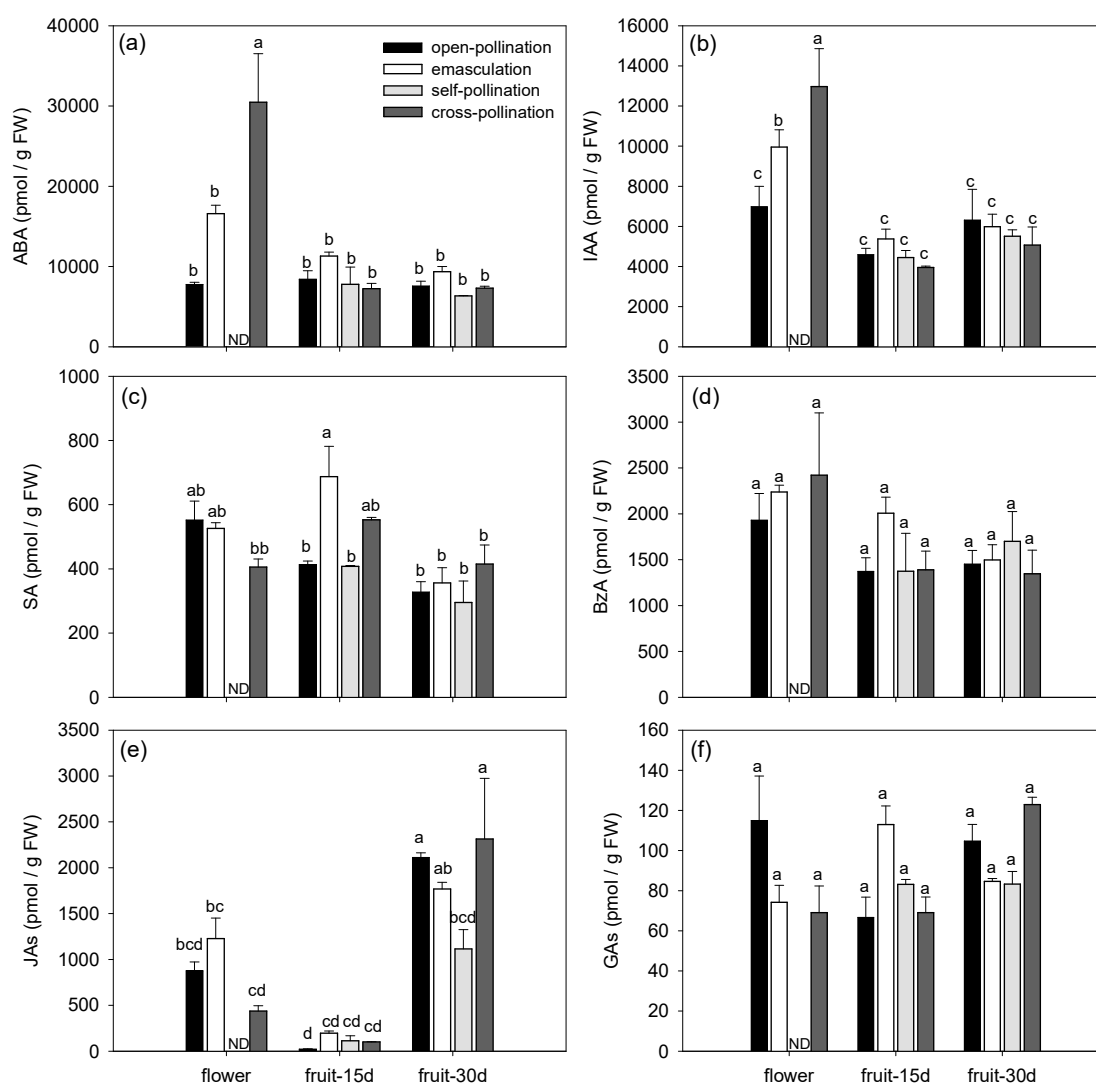 (a)
open-pollination
emasculation
self-pollination
cross-pollination
ABA (pmol / g FW)
40000
30000
20000
10000
0
b b ND a
b b b b
b b b b
(b)
IAA (pmol / g FW)
16000
14000
12000
10000
8000
6000
4000
2000
0
c b ND a
c c c c
c c c c
(c)
SA (pmol / g FW)
1000
800
600
400
200
0
ab ab ND bb
b a b ab
b b b b
(d)
BzA (pmol / g FW)
3500
3000
2500
2000
1500
1000
500
0
a a ND a
a a a a
a a a a
(e)
JAs (pmol / g FW)
3500
3000
2500
2000
1500
1000
500
0
bcd bc ND cd
d cd cd cd
a ab bcd a
flower fruit-15d fruit-30d
(f)
GAs (pmol / g FW)
160
140
120
100
80
60
40
20
0
a a ND a
a a a a
a a a a
flower fruit-15d fruit-30d